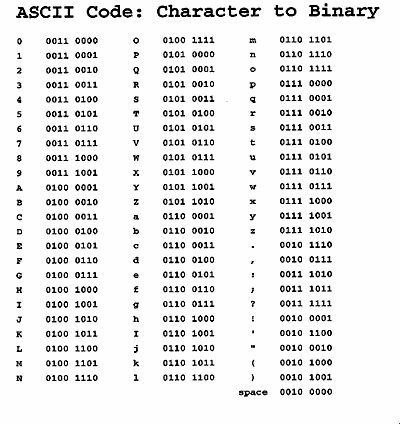 ASCII Code: Character to Binary
0 0011 0000 O 0100 1111 m 0110 1101
1 0011 0001 P 0101 0000 n 0110 1110
2 0011 0010 Q 0101 0001 o 0110 1111
3 0011 0011 R 0101 0010 p 0111 0000
4 0011 0100 S 0101 0011 q 0111 0001
5 0011 0101 T 0101 0100 r 0111 0010
6 0011 0110 U 0101 0101 s 0111 0011
7 0011 0111 V 0101 0110 t 0111 0100
8 0011 1000 W 0101 0111 u 0111 0101
9 0011 1001 X 0101 1000 v 0111 0110
A 0100 0001 Y 0101 1001 w 0111 0111
B 0100 0010 Z 0101 1010 x 0111 1000
C 0100 0011 a 0110 0001 y 0111 1001
D 0100 0100 b 0110 0010 z 0111 1010
E 0100 0101 c 0110 0011 . 0010 1110
F 0100 0110 d 0110 0100 , 0010 0111
G 0100 0111 e 0110 0101 : 0011 1010
H 0100 1000 f 0110 0110 ; 0011 1011
I 0100 1001 g 0110 0111 ? 0011 1111
J 0100 1010 h 0110 1000 ! 0010 0001
K 0100 1011 I 0110 1001 ' 0010 1100
L 0100 1100 j 0110 1010 " 0010 0010
M 0100 1101 k 0110 1011 ( 0010 1000
N 0100 1110 l 0110 1100 ) 0010 1001
space 0010 0000